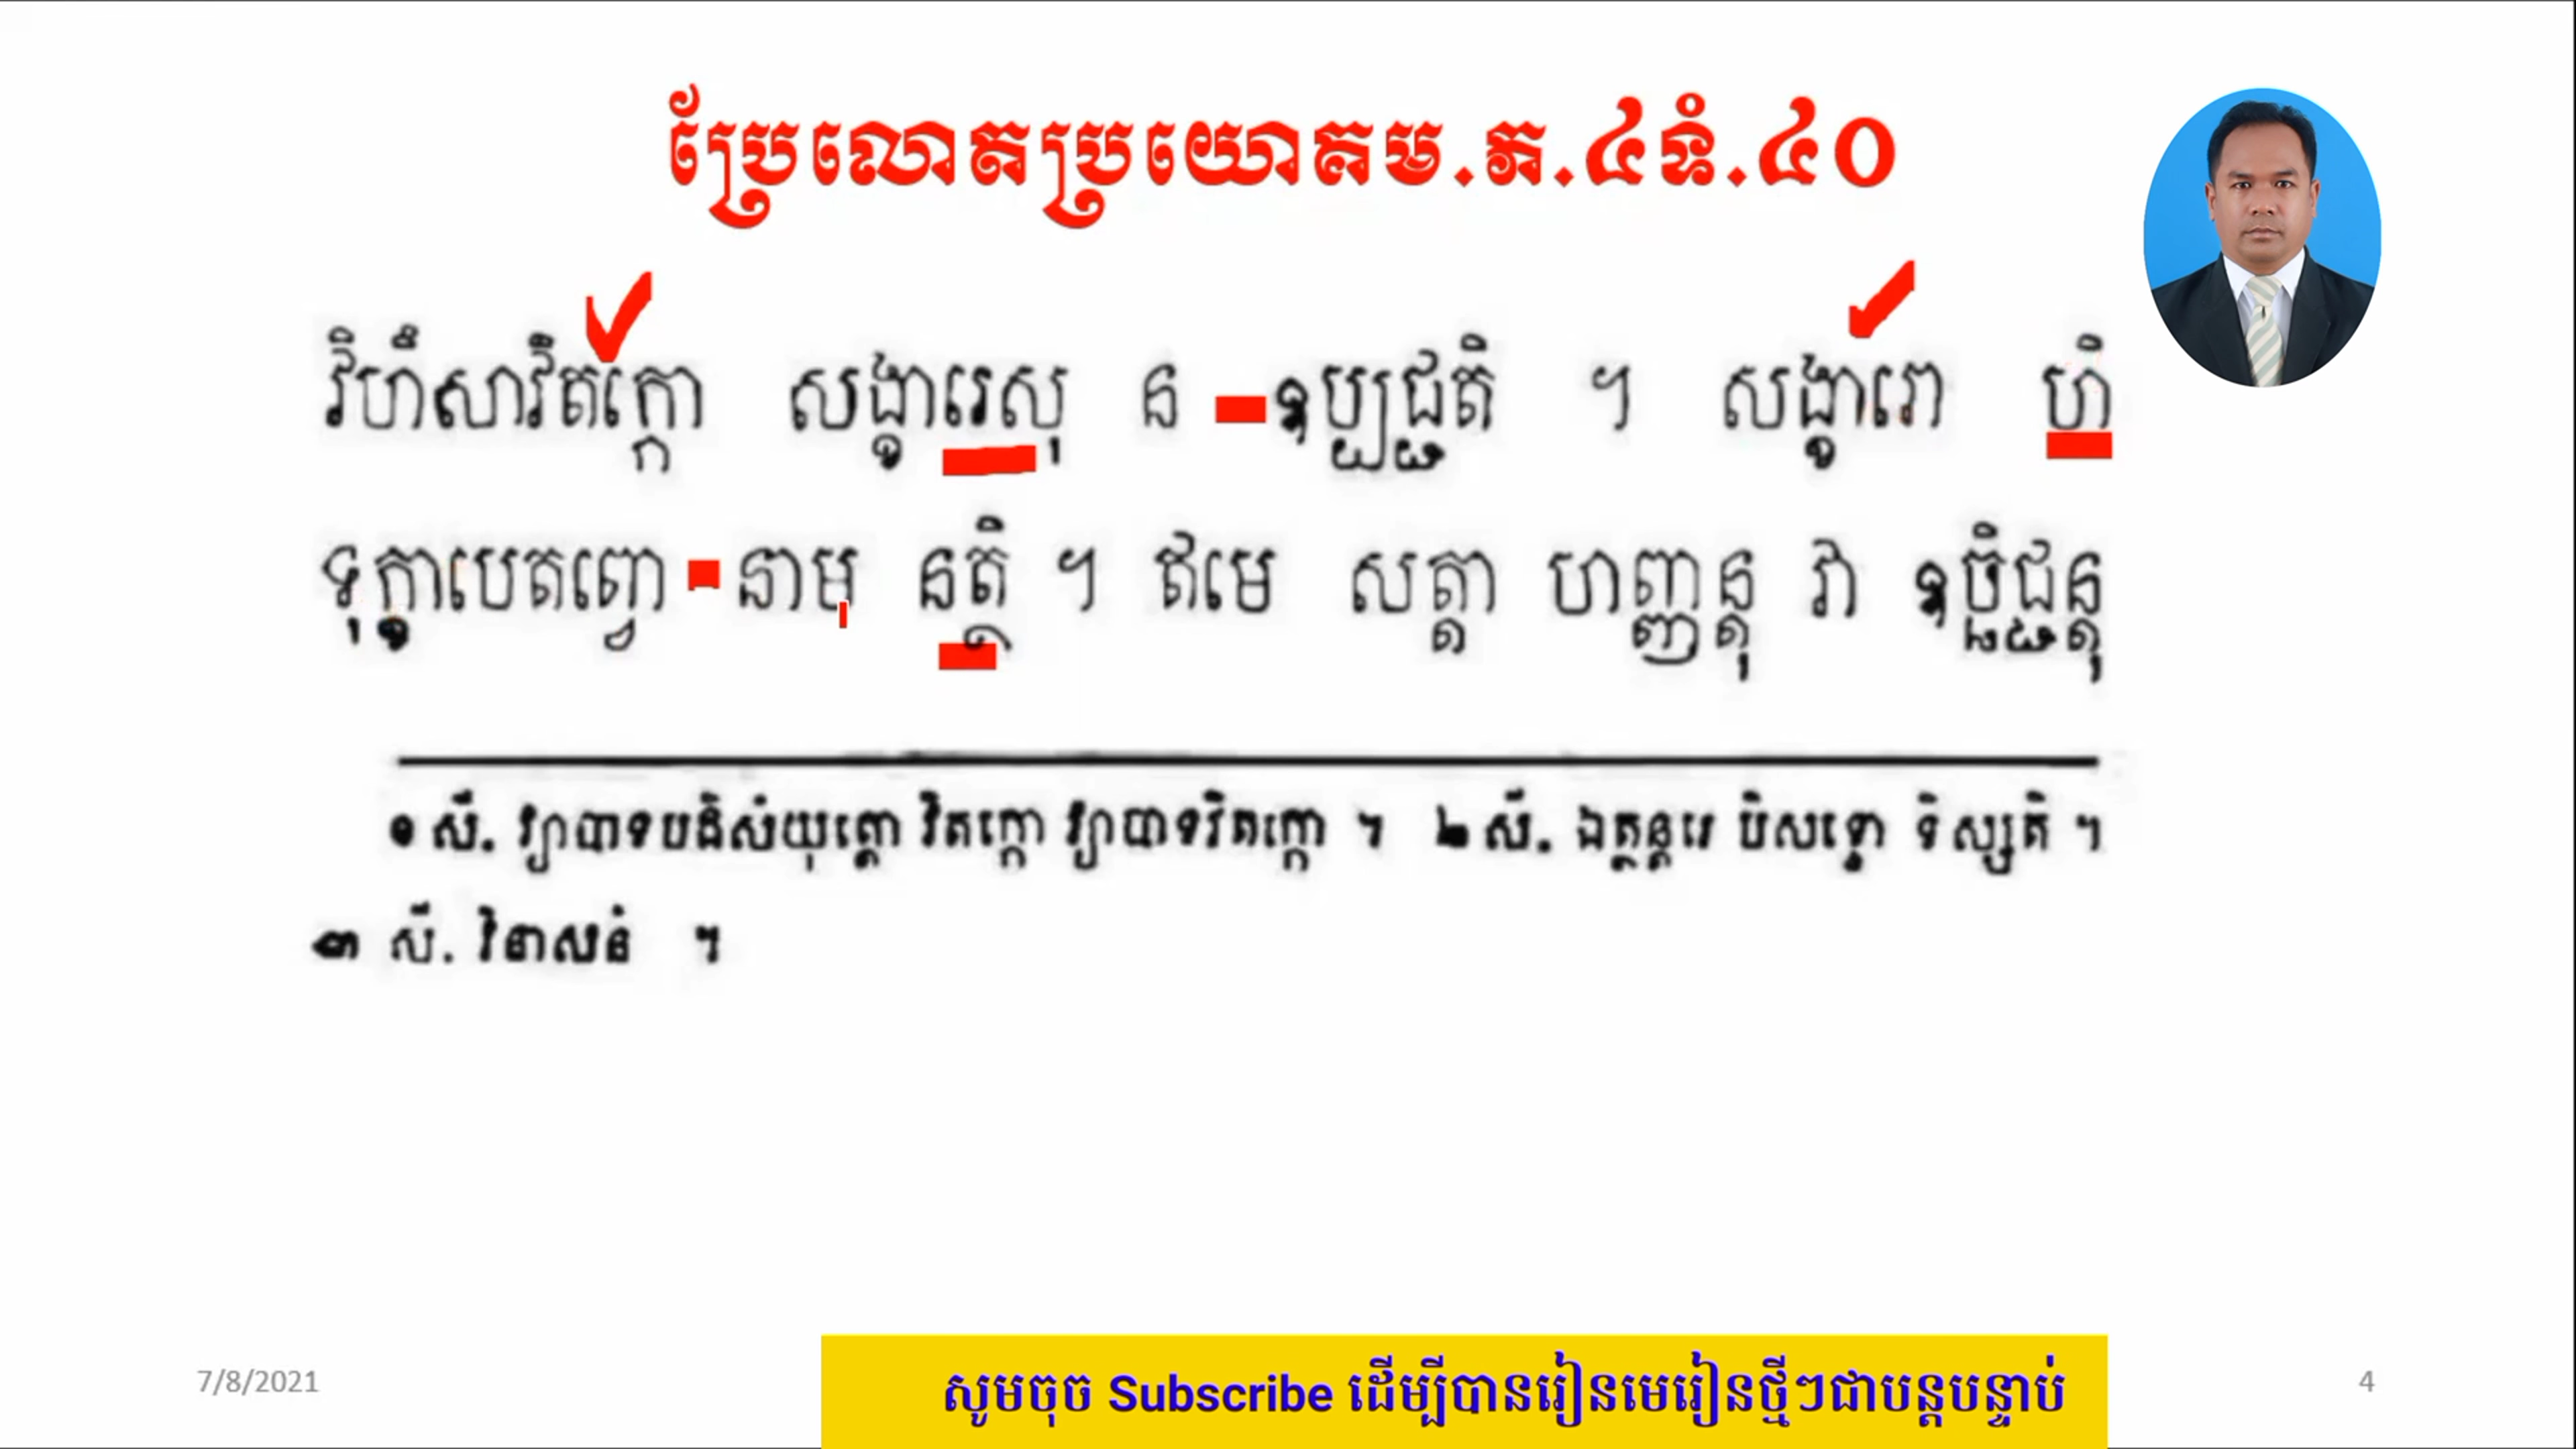 ប្រែលោតប្រយោគម.ភ.៤ទំ.៤០
វិហឹសាវិតក្កោ សង្ខារេសុ ន ឧប្បជ្ជតិ ។ សង្ខារោ ហិ
ទុក្ខាបេតព្វោ នាម នត្ថិ ។ ឥមេ សត្តា ហញ្ញន្តុ វា ឧច្ឆិជ្ជន្តុ
១ សី. វ្យាបាទបដិសំយុត្តោ វិតក្កោ វ្យាបាទវិតក្កោ ។ ២ សី. ឯត្ថន្តរេ បិសទ្ទោ ទិស្សតិ ។
៣ សី. វិនាសនំ ។
7/8/2021
សូមចុច Subscribe ដើម្បីបានរៀនមេរៀនថ្មីៗជាបន្តបន្ទាប់
4